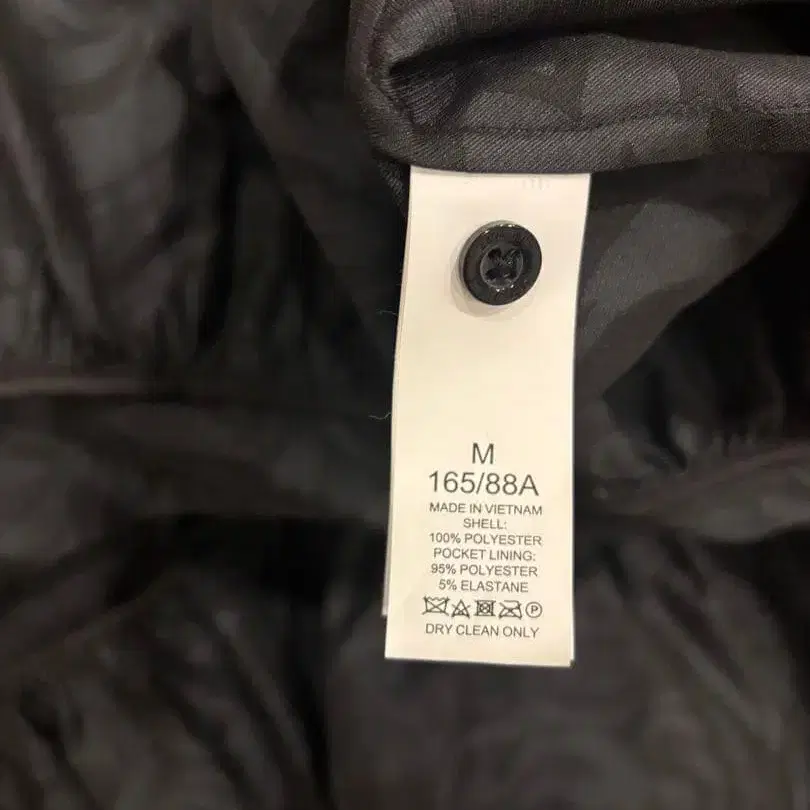 M
165/88A
MADE IN VIETNAM
SHELL:
100% POLYESTER
POCKET LINING:
95% POLYESTER
5% ELASTANE
P
DRY CLEAN ONLY